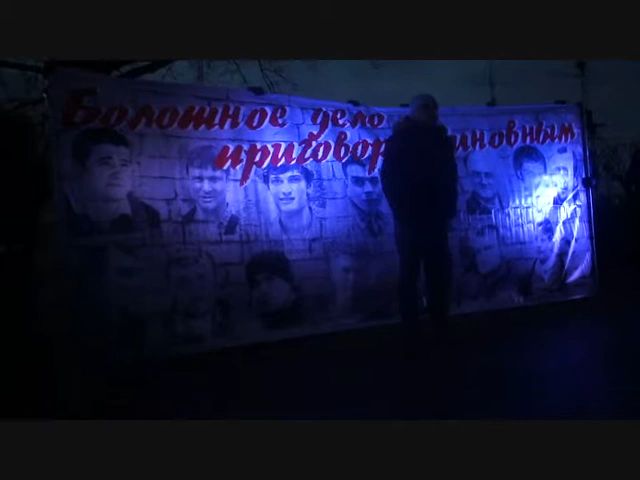 Болотное дело
приговор